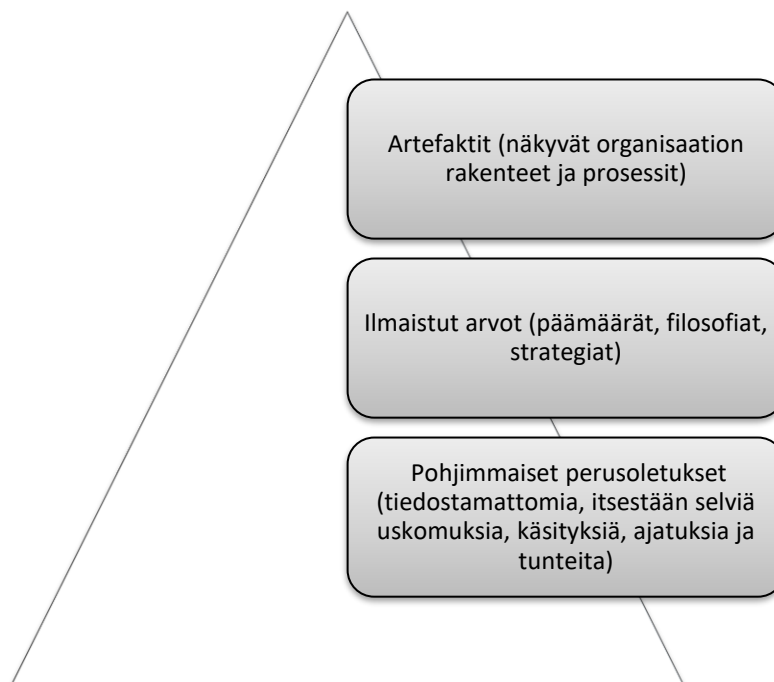 Artefaktit (näkyvät organisaation
rakenteet ja prosessit)
Ilmaistut arvot (päämäärät, filosofiat,
strategiat)
Pohjimmaiset perusoletukset
(tiedostamattomia, itsestään selviä
uskomuksia, käsityksiä, ajatuksia ja
tunteita)